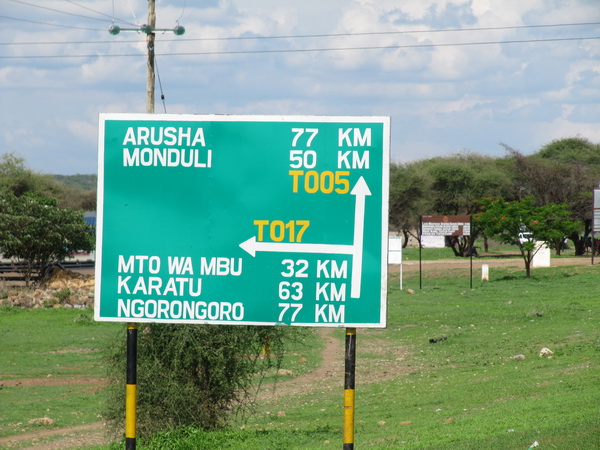 ARUSHA 77 KM
MONDULI 50 KM
T005
T017
MTO WA MBU 32 KM
KARATU 63 KM
NGORONGORO 77 KM